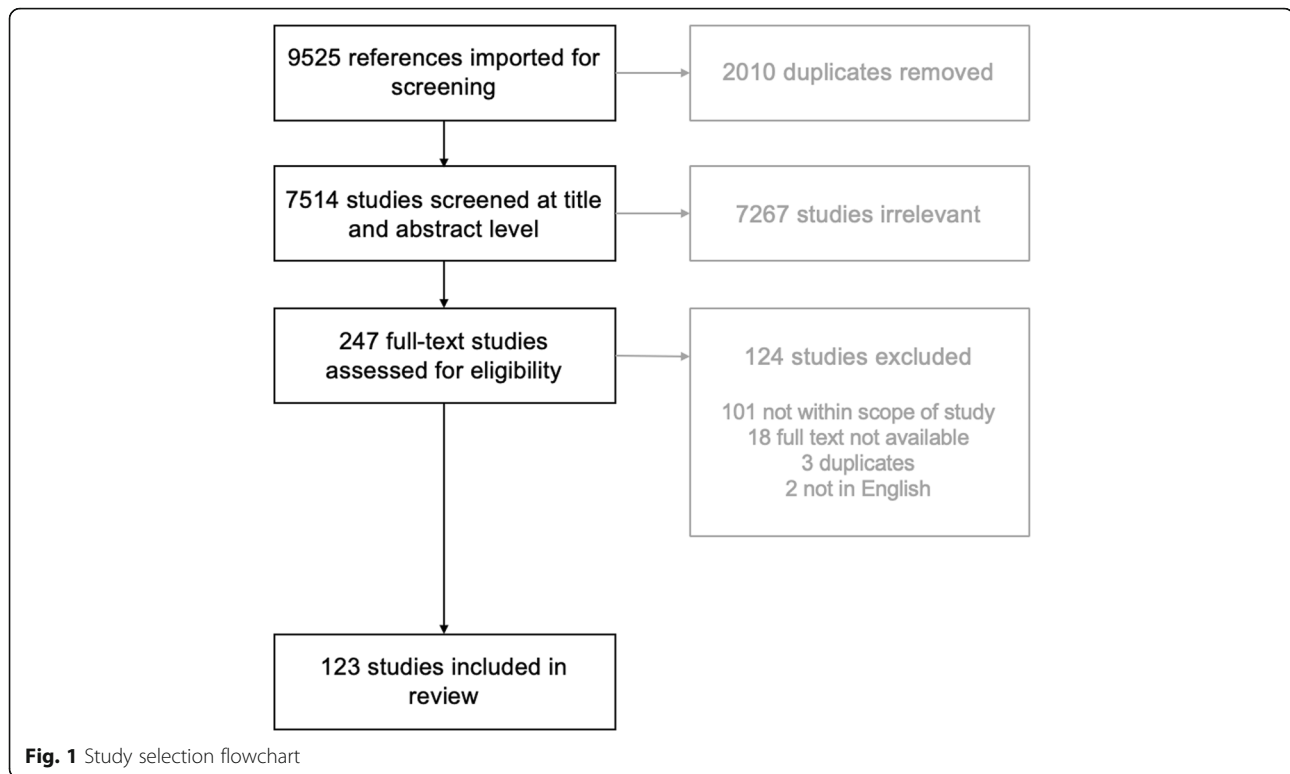 9525 references imported for
screening
2010 duplicates removed
7514 studies screened at title
and abstract level
7267 studies irrelevant
247 full-text studies
assessed for eligibility
124 studies excluded
101 not within scope of study
18 full text not available
3 duplicates
2 not in English
123 studies included in
review
Fig. 1 Study selection flowchart